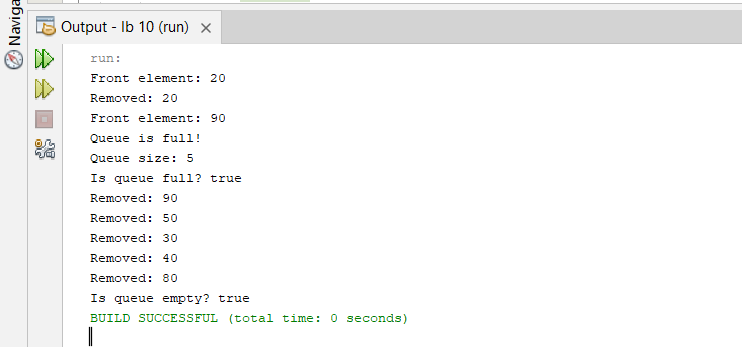 Naviga
Output - lb 10 (run)
run:
Front element: 20
Removed: 20
Front element: 90
Queue is full!
Queue size: 5
Is queue full? true
Removed: 90
Removed: 50
Removed: 30
Removed: 40
Removed: 80
Is queue empty? true
BUILD SUCCESSFUL (total time: 0 seconds)